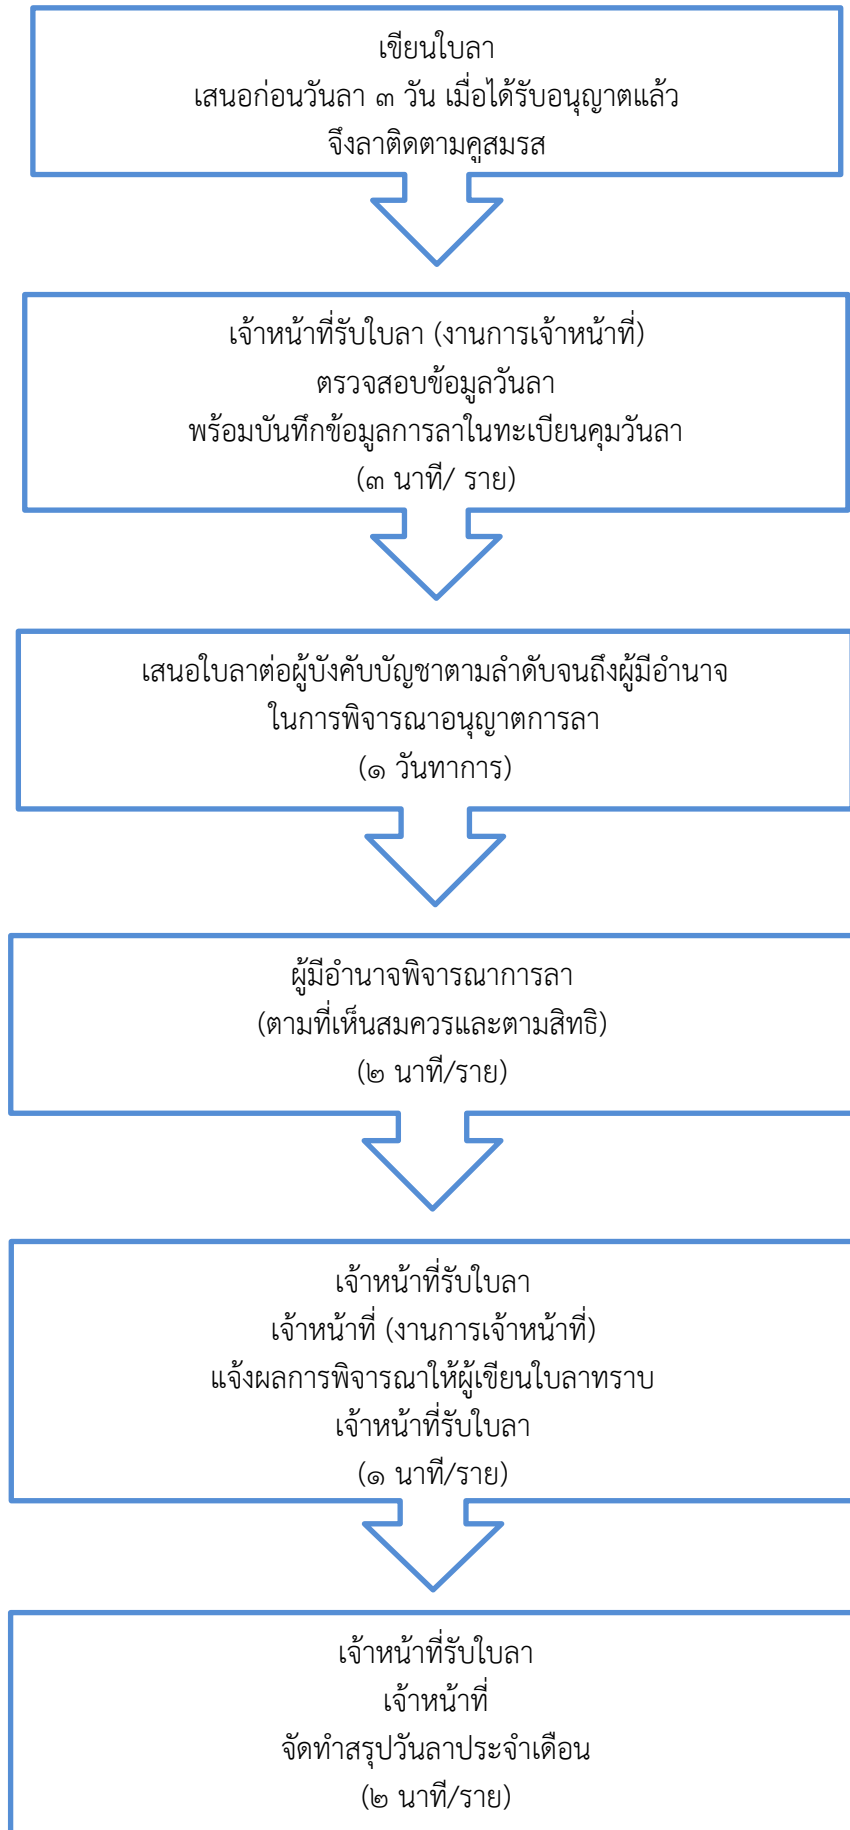 เขียนใบลา
เสนอก่อนวันลา ๓ วัน เมื่อได้รับอนุญาตแล้ว
จึงลาติดตามคูสมรส
เจ้าหน้าที่รับใบลา (งานการเจ้าหน้าที่)
ตรวจสอบข้อมูลวันลา
พร้อมบันทึกข้อมูลการลาในทะเบียนคุมวันลา
(๓ นาที/ ราย)
เสนอใบลาต่อผู้บังคับบัญชาตามลำดับจนถึงผู้มีอำนาจ
ในการพิจารณาอนุญาตการลา
(๑ วันทาการ)
ผู้มีอำนาจพิจารณาการลา
(ตามที่เห็นสมควรและตามสิทธิ)
(๒ นาที/ราย)
เจ้าหน้าที่รับใบลา
เจ้าหน้าที่ (งานการเจ้าหน้าที่)
แจ้งผลการพิจารณาให้ผู้เขียนใบลาทราบ
เจ้าหน้าที่รับใบลา
(๑ นาที/ราย)
เจ้าหน้าที่รับใบลา
เจ้าหน้าที่
จัดทำสรุปวันลาประจำเดือน
(๒ นาที/ราย)